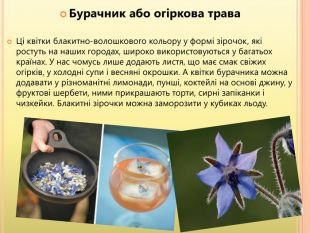 Бурачник або огіркова трава
Ці квітки блакитно-волошкового кольору у формі зірочок, які
ростуть на наших городах, широко використовуються у багатьох
країнах. У нас чомусь лише додають листя, що має смак свіжих
огірків, у холодні супи і весняні окрошки. А квітки бурачника можна
додавати у різноманітні лимонади, пунші, коктейлі на основі джину, у
фруктові шербети, ними прикрашають торти, сирні запіканки і
чизкейки. Блакитні зірочки можна заморозити у кубиках льоду.